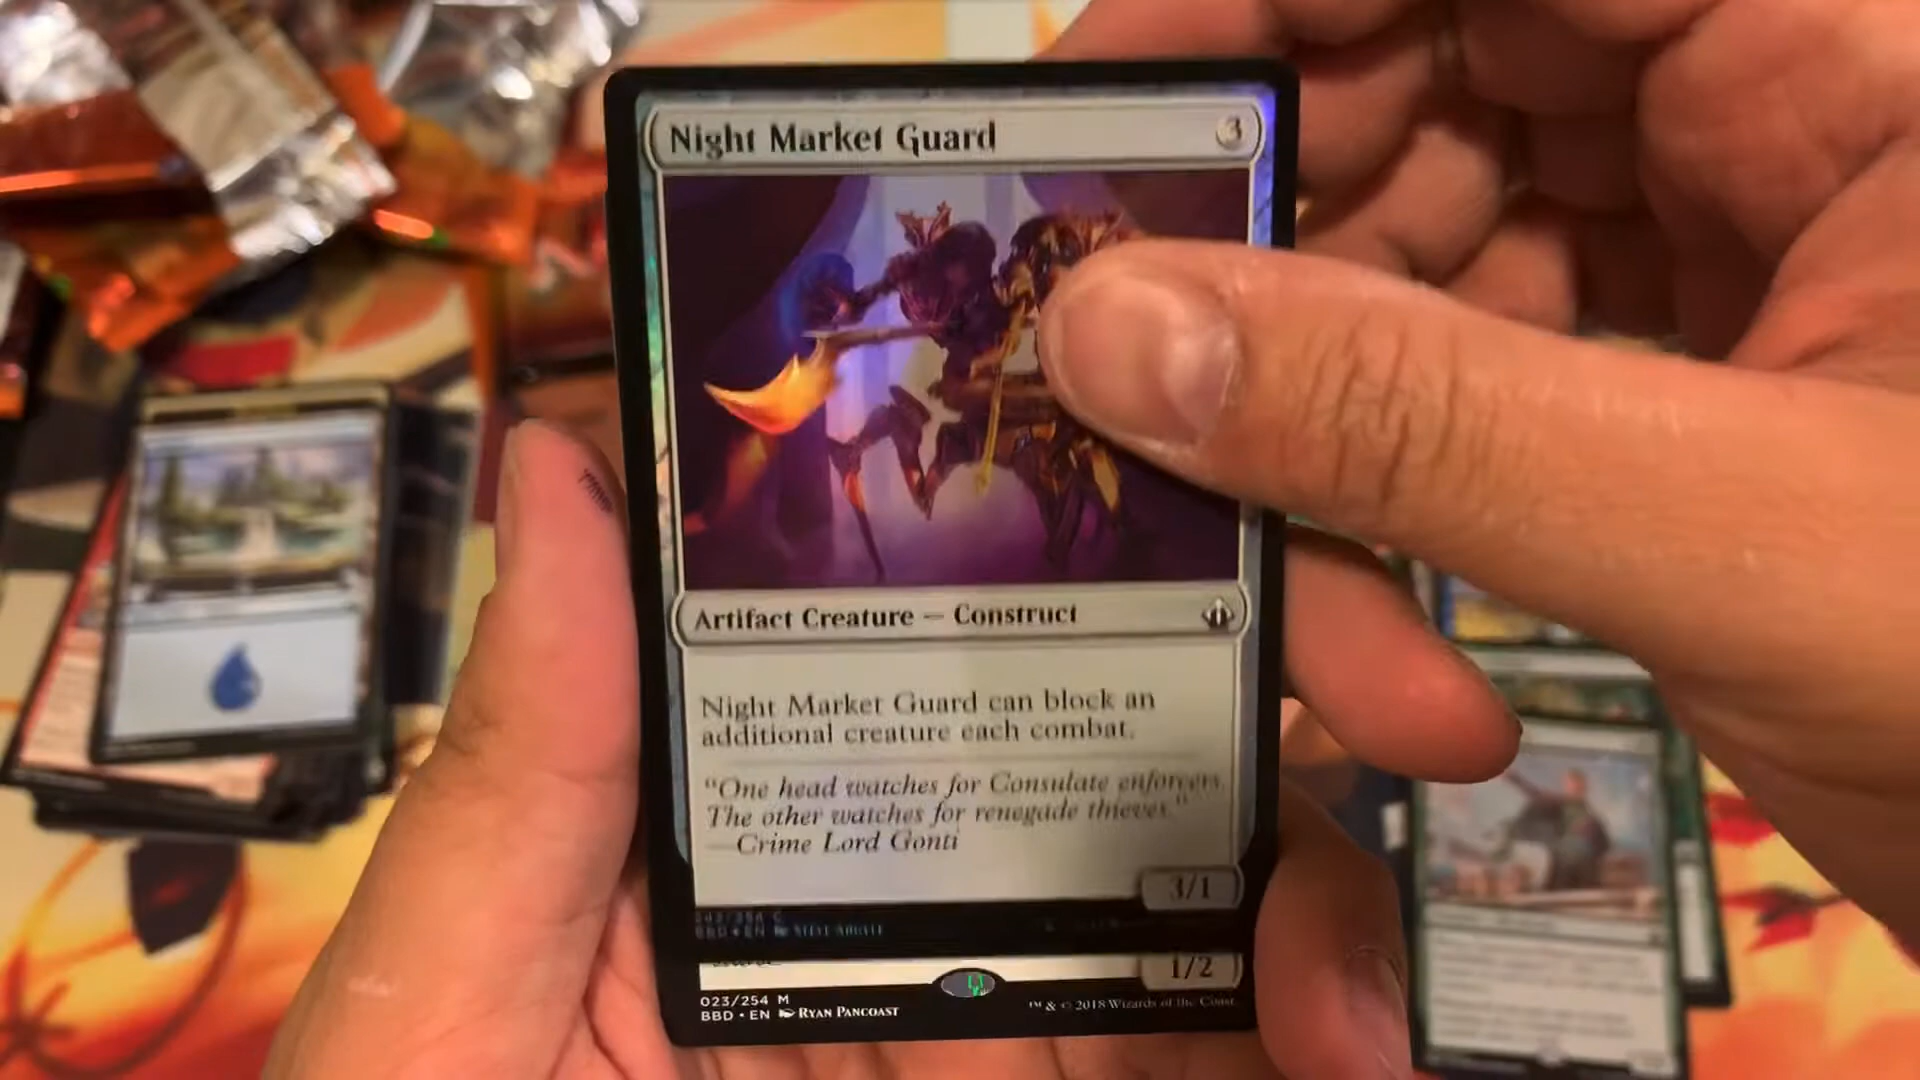 Night Market Guard 3
Artifact Creature — Construct
Night Market Guard can block an
additional creature each combat.
"One head watches for Consulate enforcers.
The other watches for renegade thieves."
—Crime Lord Gonti
3/1
BBD EN
1/2
023/254 M
BBD • EN RYAN PANCOAST
™ & © 2018 Wizards of the Coast